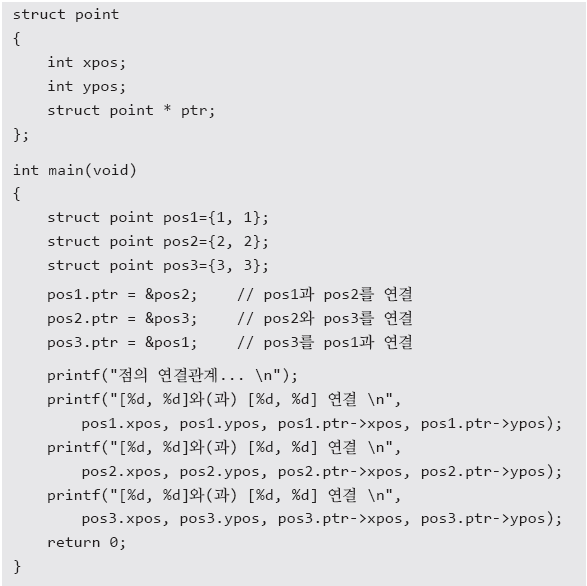 struct point
{
    int xpos;
    int ypos;
    struct point * ptr;
};
int main(void)
{
    struct point pos1={1, 1};
    struct point pos2={2, 2};
    struct point pos3={3, 3};
    pos1.ptr = &pos2;    // pos1과 pos2를 연결
    pos2.ptr = &pos3;    // pos2와 pos3를 연결
    pos3.ptr = &pos1;    // pos3를 pos1과 연결
    printf("점의 연결관계... \n");
    printf("[%d, %d]와(과) [%d, %d] 연결 \n",
        pos1.xpos, pos1.ypos, pos1.ptr->xpos, pos1.ptr->ypos);
    printf("[%d, %d]와(과) [%d, %d] 연결 \n",
        pos2.xpos, pos2.ypos, pos2.ptr->xpos, pos2.ptr->ypos);
    printf("[%d, %d]와(과) [%d, %d] 연결 \n",
        pos3.xpos, pos3.ypos, pos3.ptr->xpos, pos3.ptr->ypos);
    return 0;
}